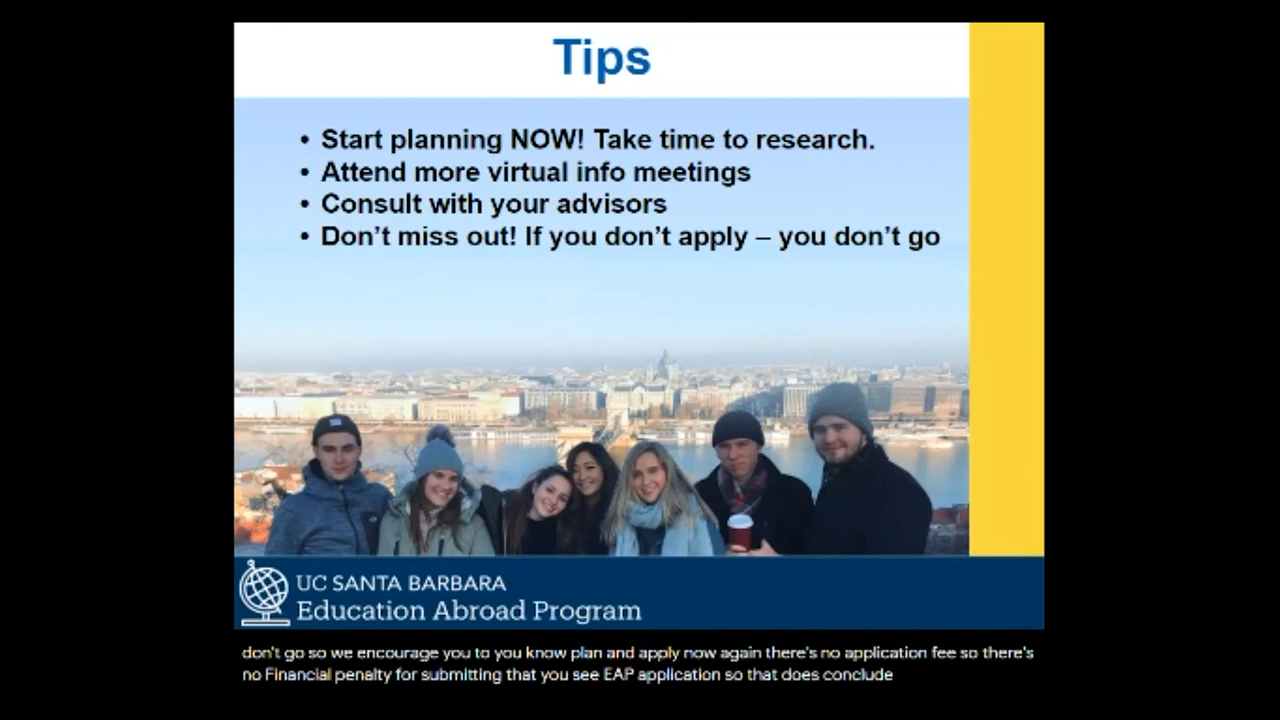 Tips
• Start planning NOW! Take time to research.
• Attend more virtual info meetings
• Consult with your advisors
• Don't miss out! If you don't apply – you don't go
UC SANTA BARBARA
Education Abroad Program
don't go so we encourage you to you know plan and apply now again there's no application fee so there's
no Financial penalty for submitting that you see EAP application so that does conclude